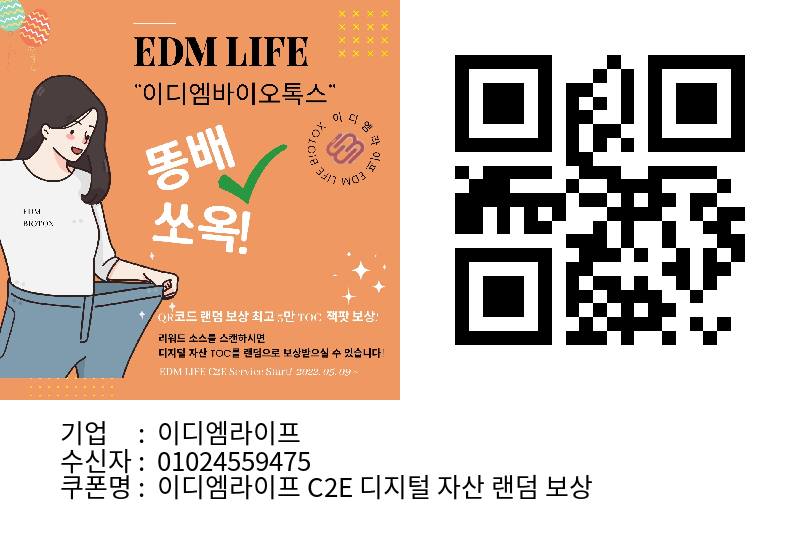 EDM LIFE
"이디엠바이오톡스"
똥배
쏘옥!
이디엠라이프 EDM LIFE BIOTOX
EDM
BIOTOX
QR코드 랜덤 보상 최고 5만 TOC 잭팟 보상!
리워드 소스를 스캔하시면
디지털 자산 TOC를 랜덤으로 보상받으실 수 있습니다!
EDM LIFE C2E Service Start! 2022. 05. 09 ~
기업 : 이디엠라이프
수신자 : 01024559475
쿠폰명 : 이디엠라이프 C2E 디지털 자산 랜덤 보상